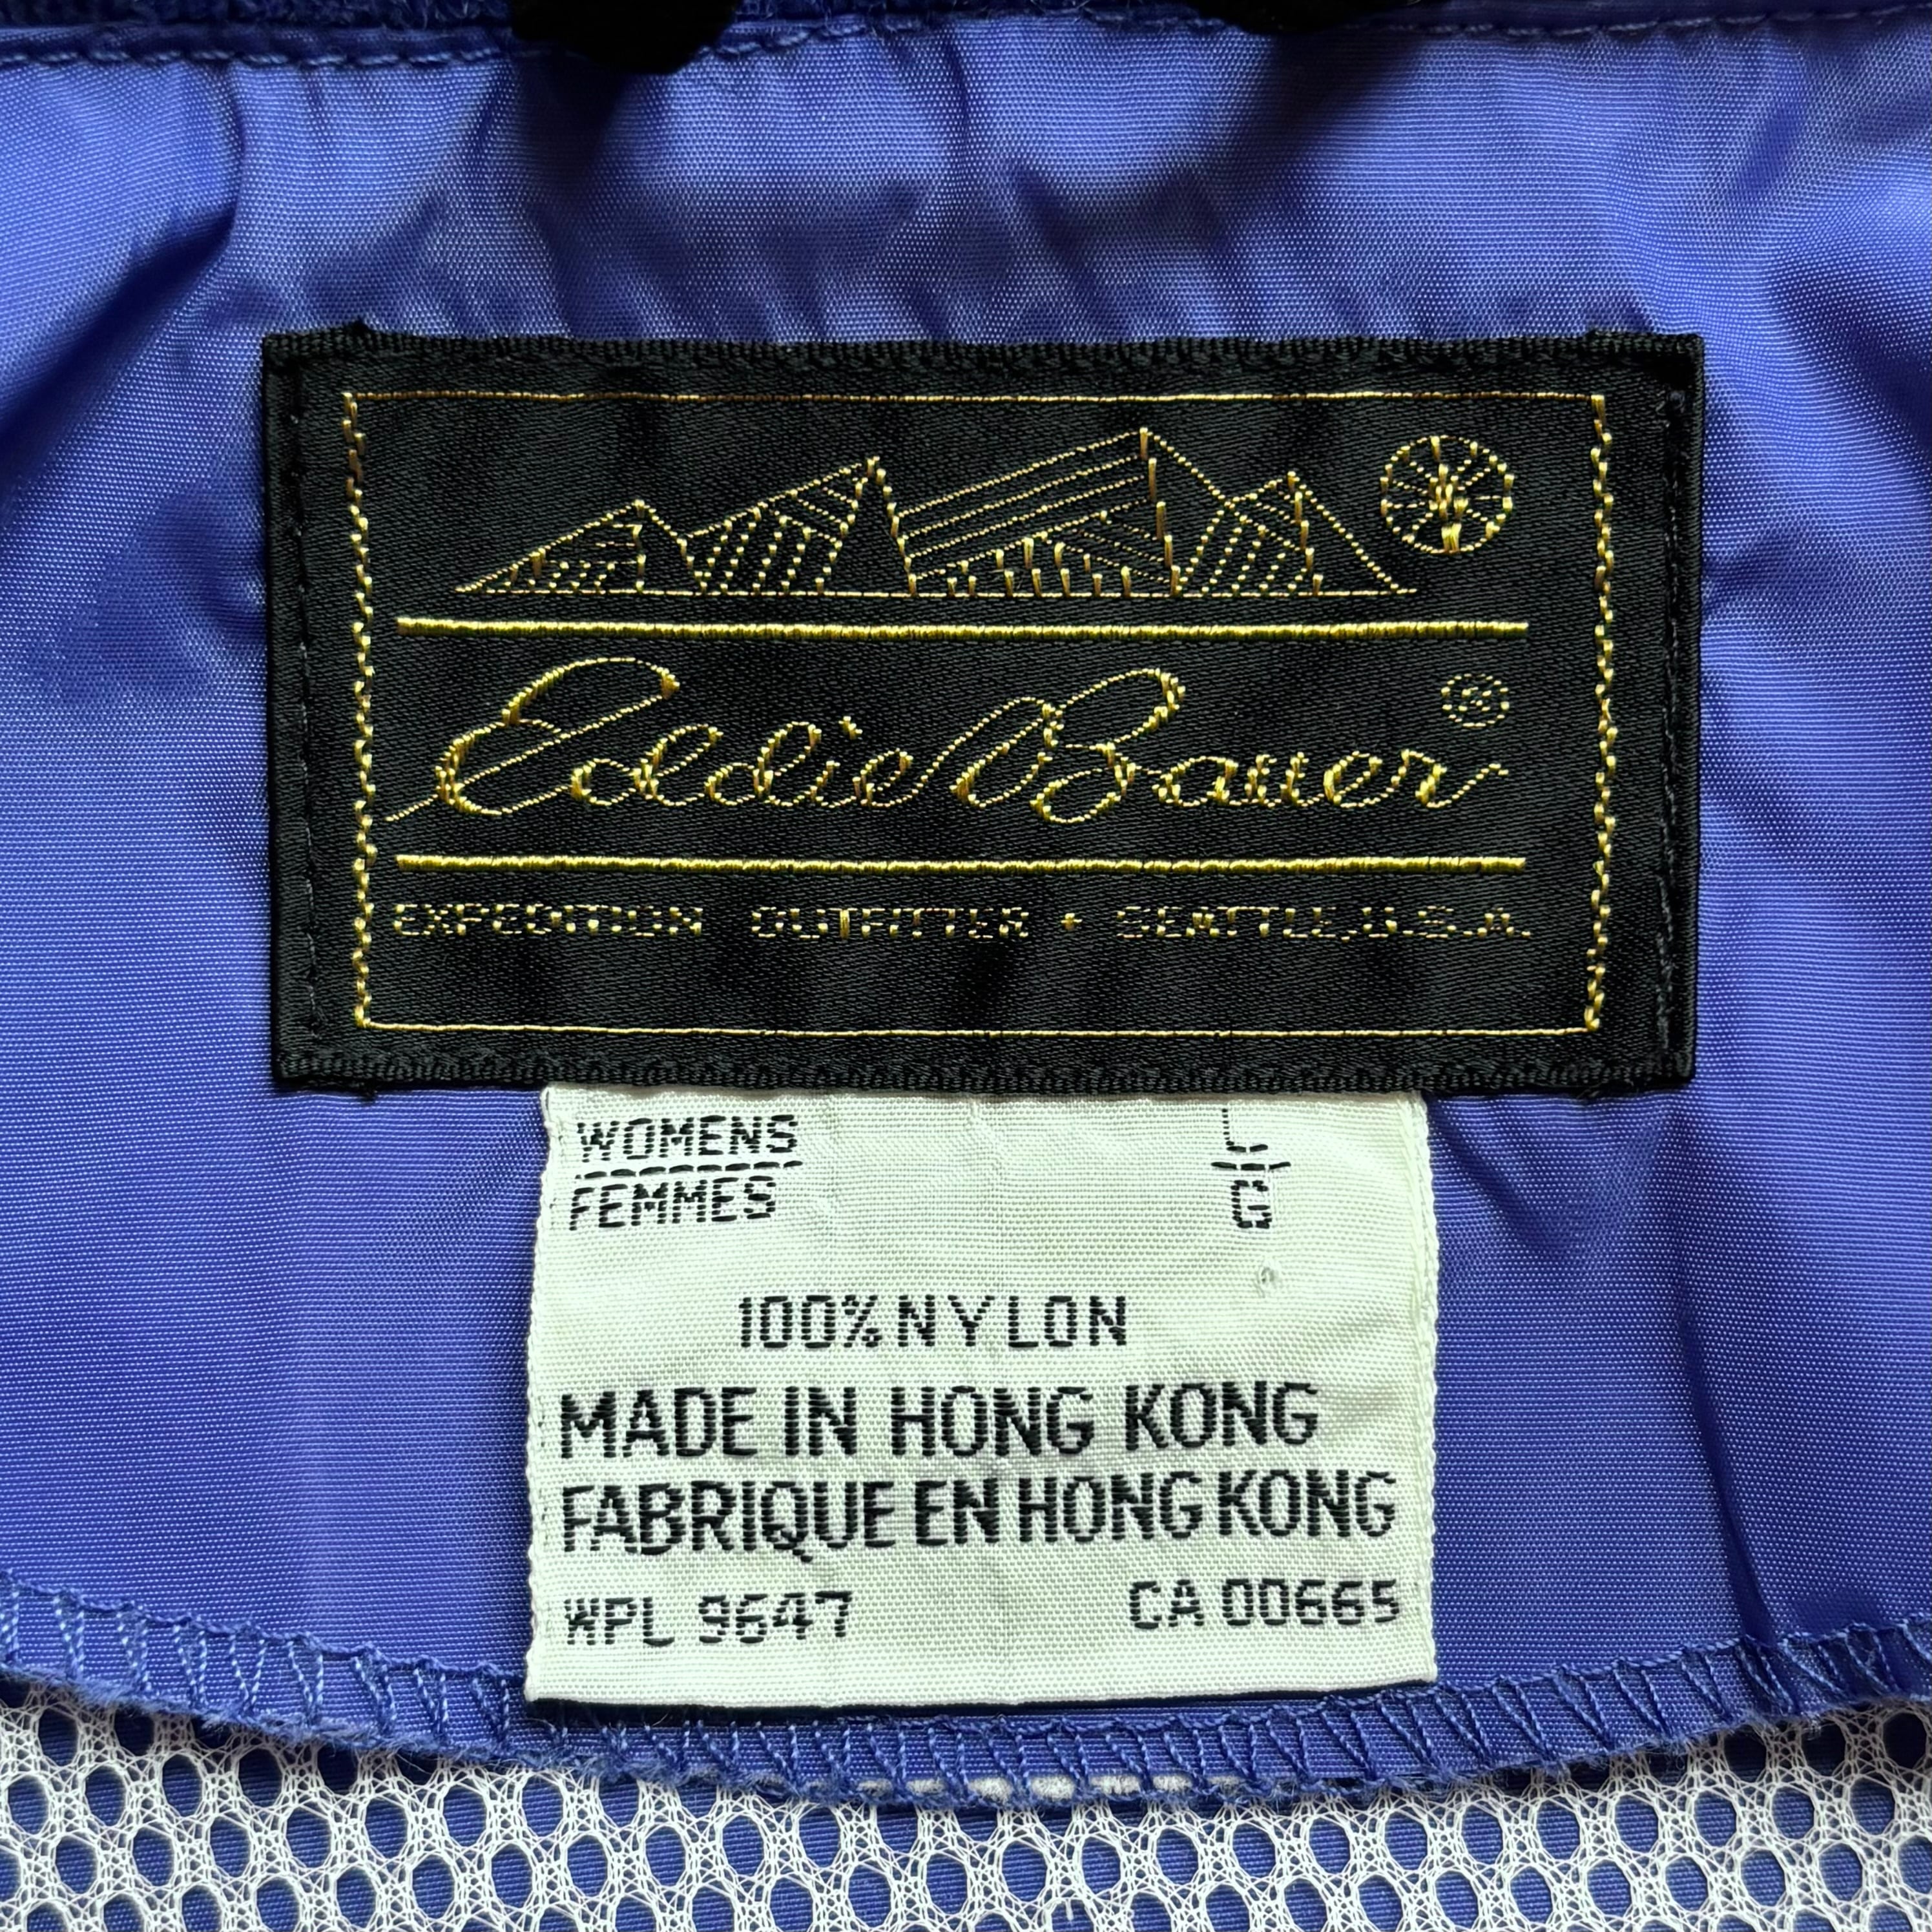 Eddie Bauer®
EXPEDITION OUTFITTER • SEATTLE, U.S.A.
WOMENS L
FEMMES G
100% NYLON
MADE IN HONG KONG
FABRIQUE EN HONG KONG
WPL 9647 CA 00665